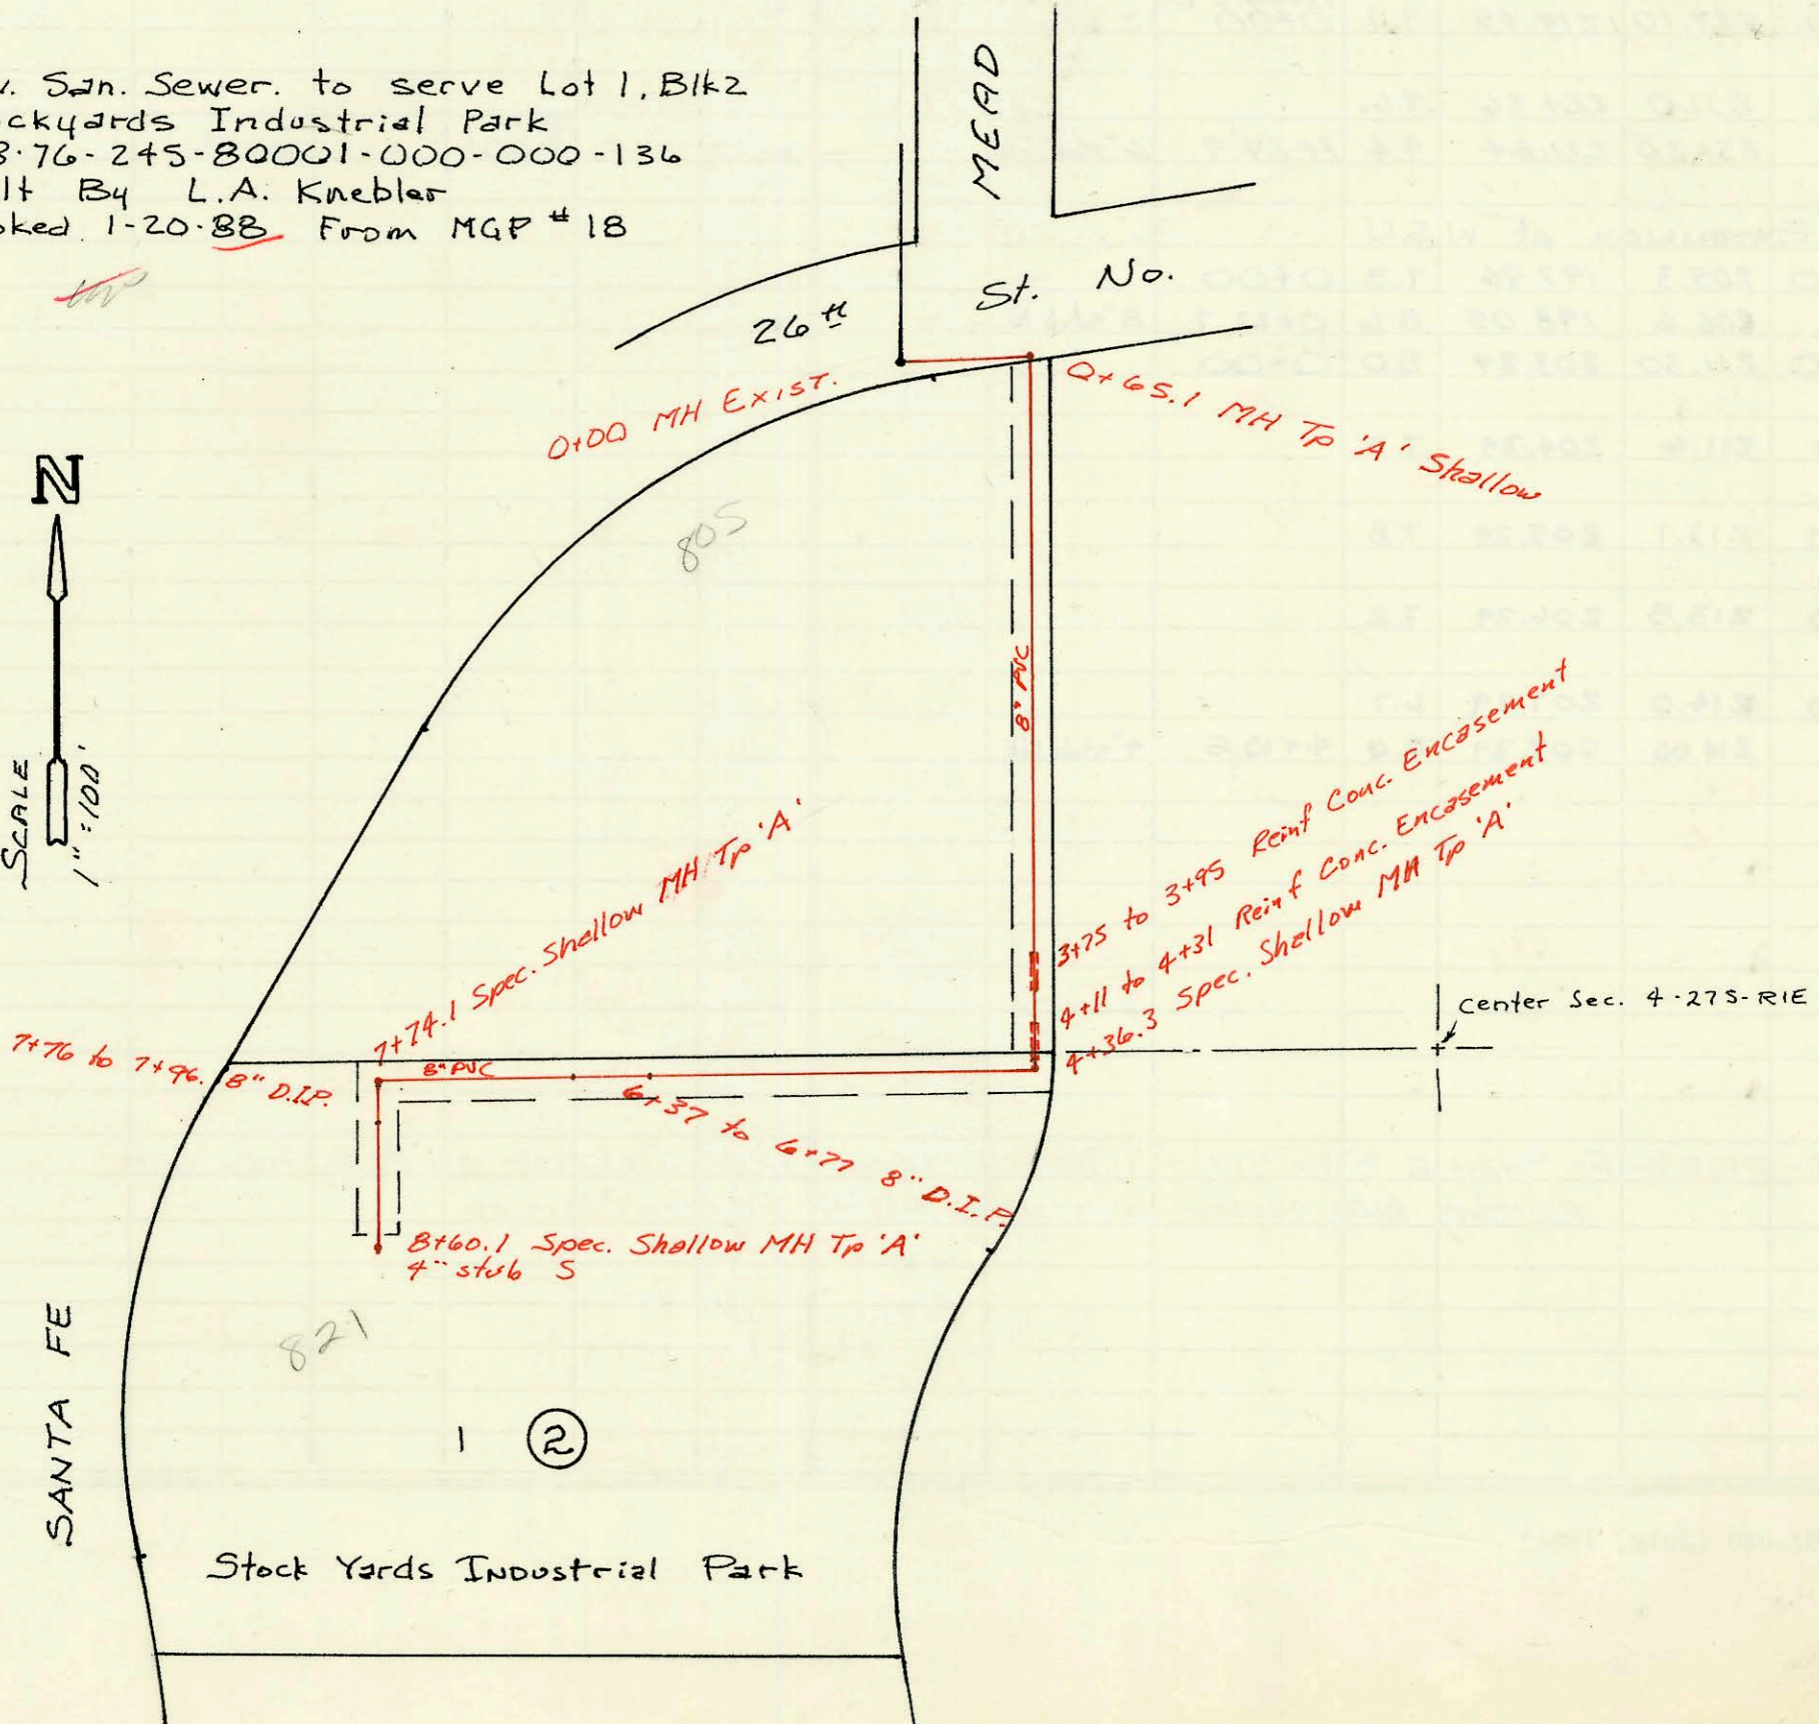 San. Sewer. to serve Lot 1, Blk2
ckyards Industrial Park
76-245-80001-000-000-136
lt By L.A. Knebler
oked 1-20-88 From MGP #18
MEAD
26th St. No.
0+00 MH EXIST.
0+65.1 MH Tp 'A' Shallow
805
N
SCALE
1"=100'
8" PVC
3+75 to 3+95 Reinf Conc. Encasement
4+11 to 4+31 Reinf Conc. Encasement
4+36.3 Spec. Shallow MH Tp 'A'
7+74.1 Spec. Shallow MH Tp 'A'
Center Sec. 4-27S-R1E
7+76 to 7+96. 8" D.I.P.
8" PVC
6+37 to 6+77 8" D.I.P.
8+60.1 Spec. Shallow MH Tp 'A'
4" stub S
821
SANTA FE
1 2
Stock Yards Industrial Park